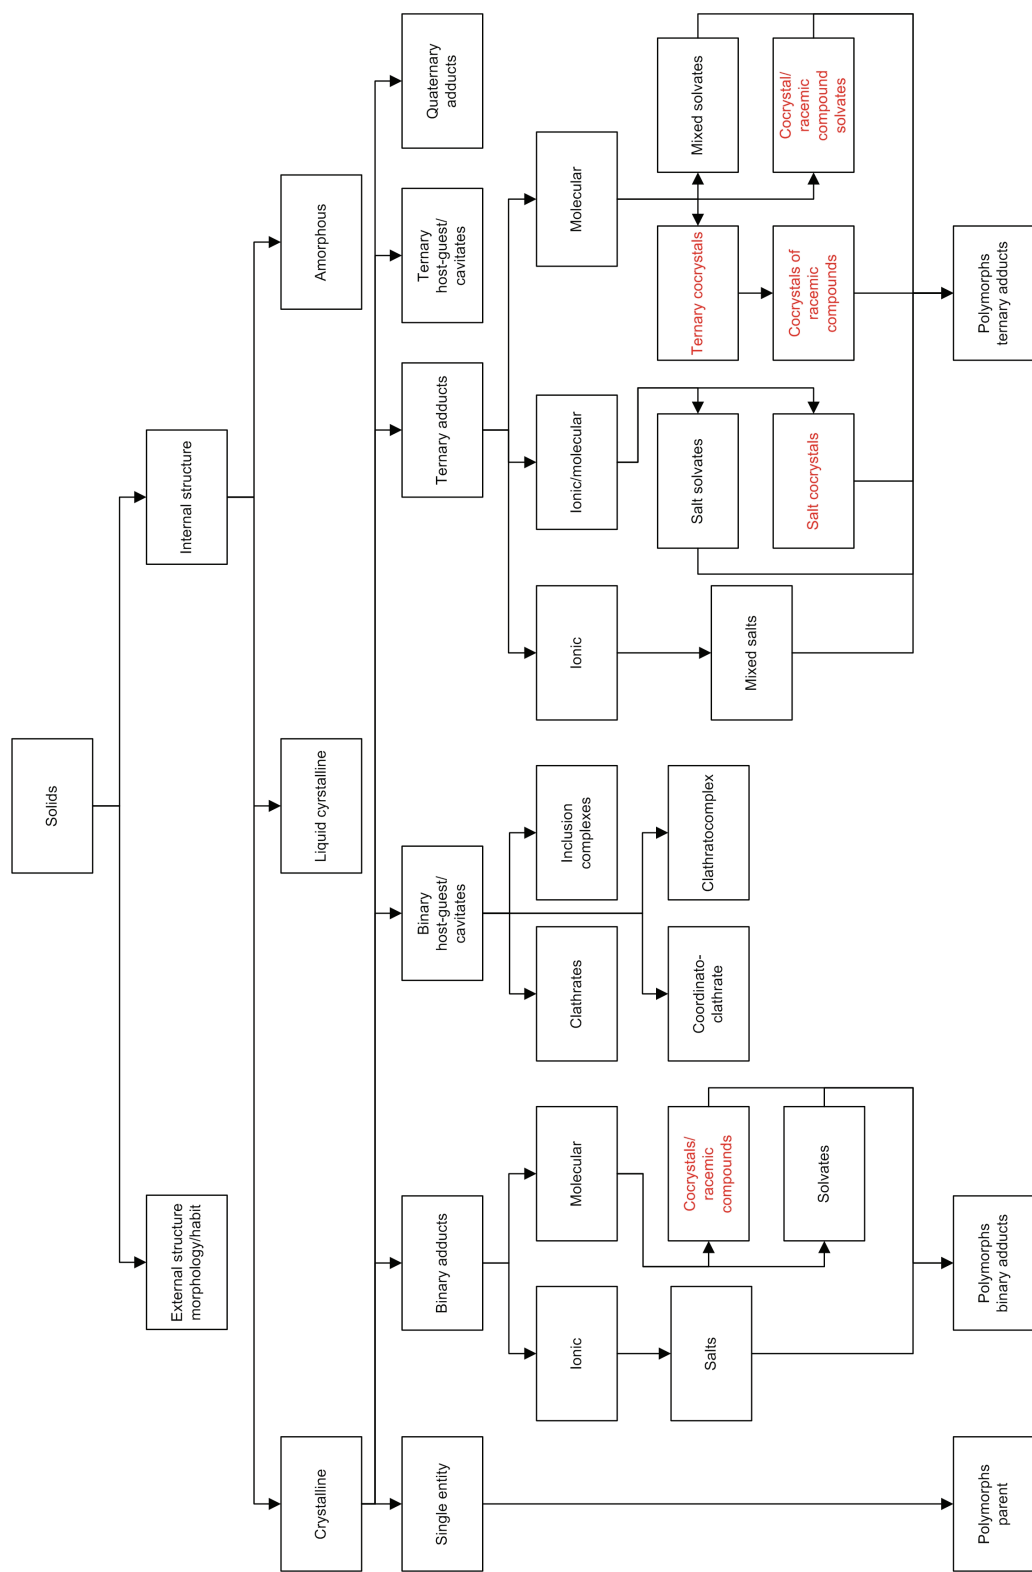 Solids
External structure
morphology/habit
Internal structure
Crystalline
Liquid cyrstalline
Amorphous
Single entity
Binary adducts
Binary
host-guest/
cavitates
Ternary adducts
Ternary
host-guest/
cavitates
Quaternary
adducts
Ionic
Molecular
Clathrates
Inclusion
complexes
Ionic
Ionic/molecular
Molecular
Salts
Cocrystals/
racemic
compounds
Coordinato-
clathrate
Clathratocomplex
Mixed salts
Salt solvates
Ternary cocrystals
Mixed solvates
Solvates
Salt cocrystals
Cocrystals of
racemic
compounds
Cocrystal/
racemic
compound
solvates
Polymorphs
parent
Polymorphs
binary adducts
Polymorphs
ternary adducts